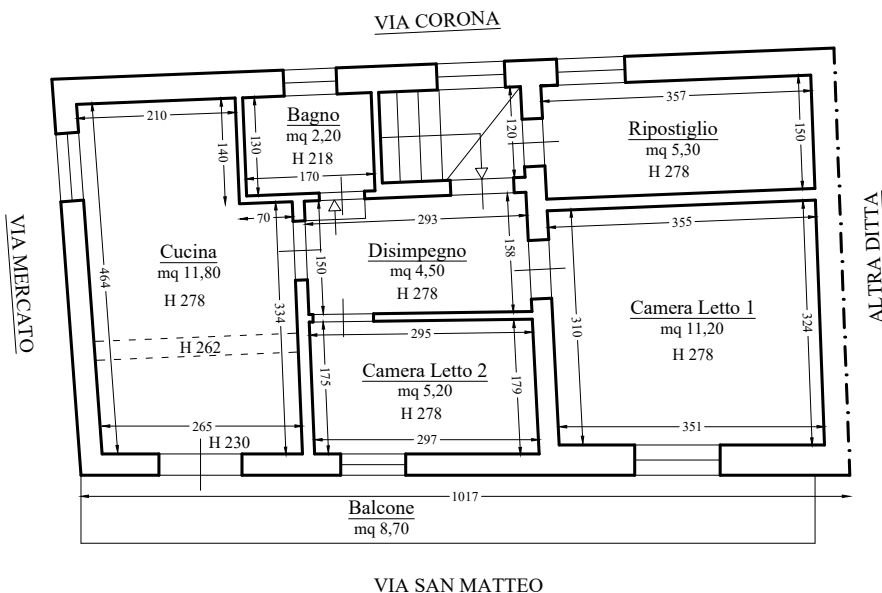 VIA CORONA
210
140
Bagno
mq 2,20
H 218
130
170
120
357
Ripostiglio
mq 5,30
H 278
150
VIA MERCATO
464
Cucina
mq 11,80
H 278
70
334
H 262
265
H 230
293
150
Disimpegno
mq 4,50
H 278
158
295
175
Camera Letto 2
mq 5,20
H 278
179
297
355
310
Camera Letto 1
mq 11,20
H 278
324
351
ALTRA DITTA
1017
Balcone
mq 8,70
VIA SAN MATTEO